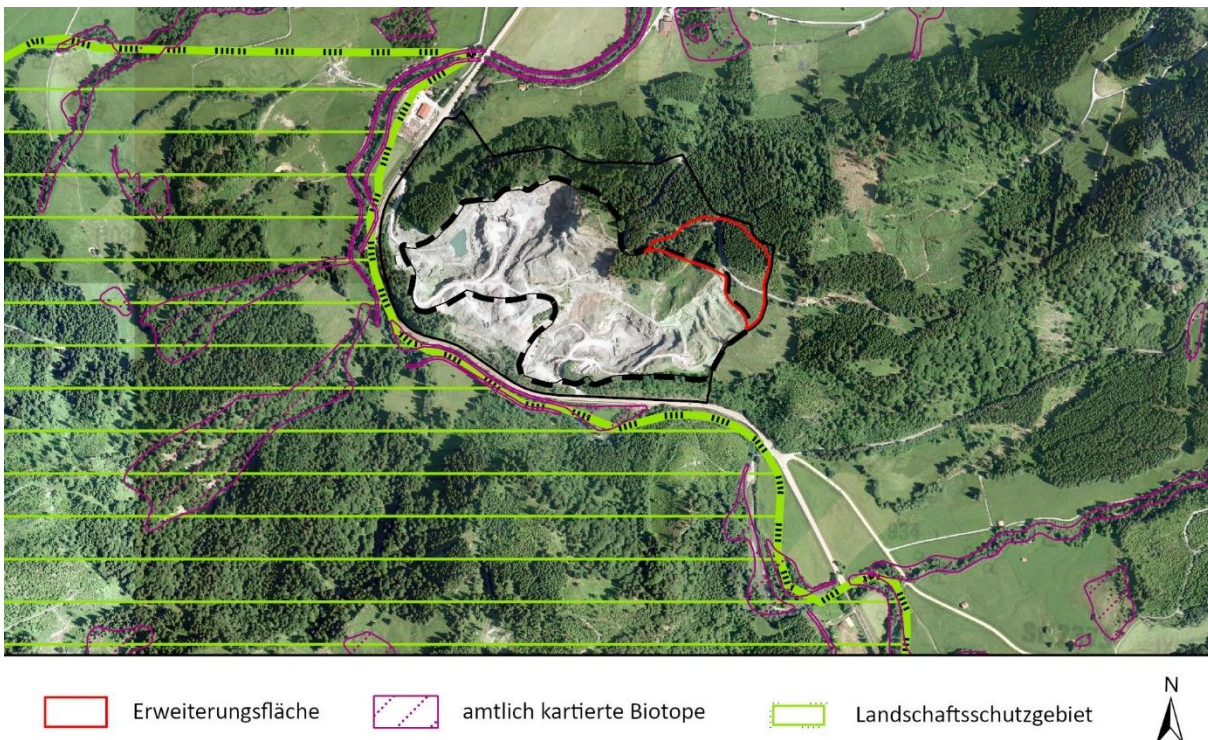 N
Erweiterungsfläche
amtlich kartierte Biotope
Landschaftsschutzgebiet